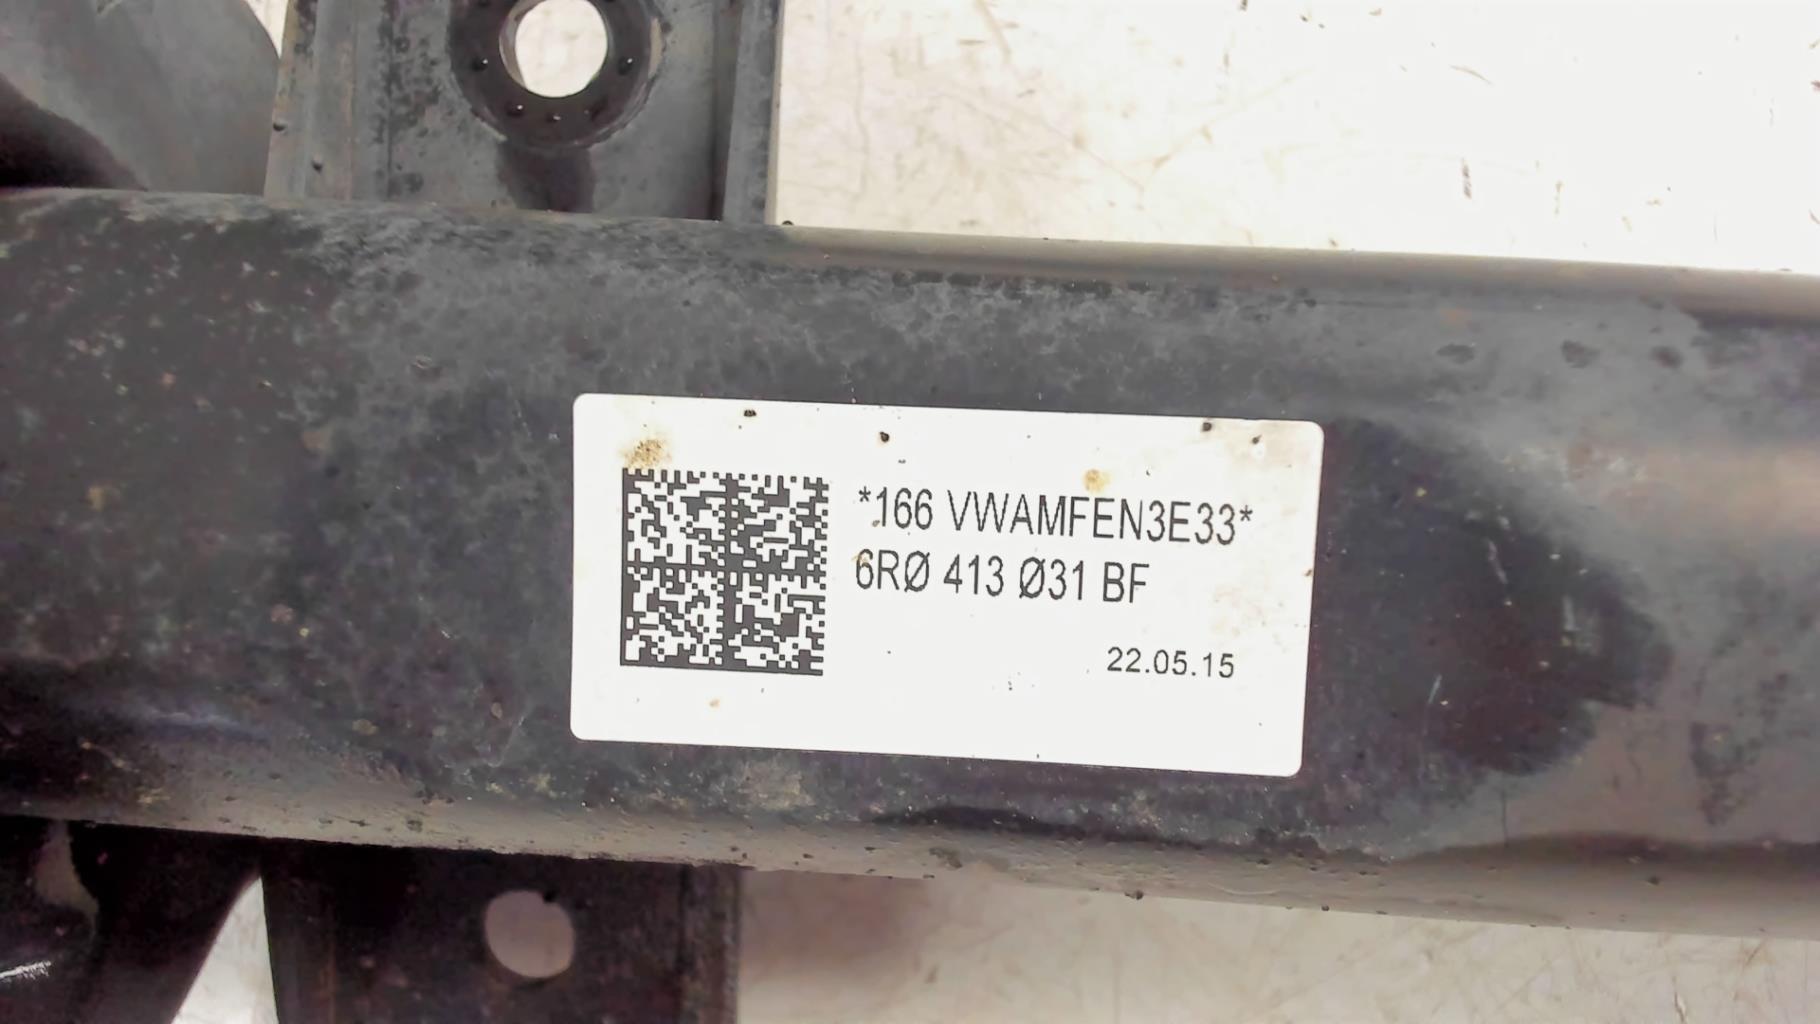 *166 VWAMFEN3E33*
6RØ 413 Ø31 BF
22.05.15